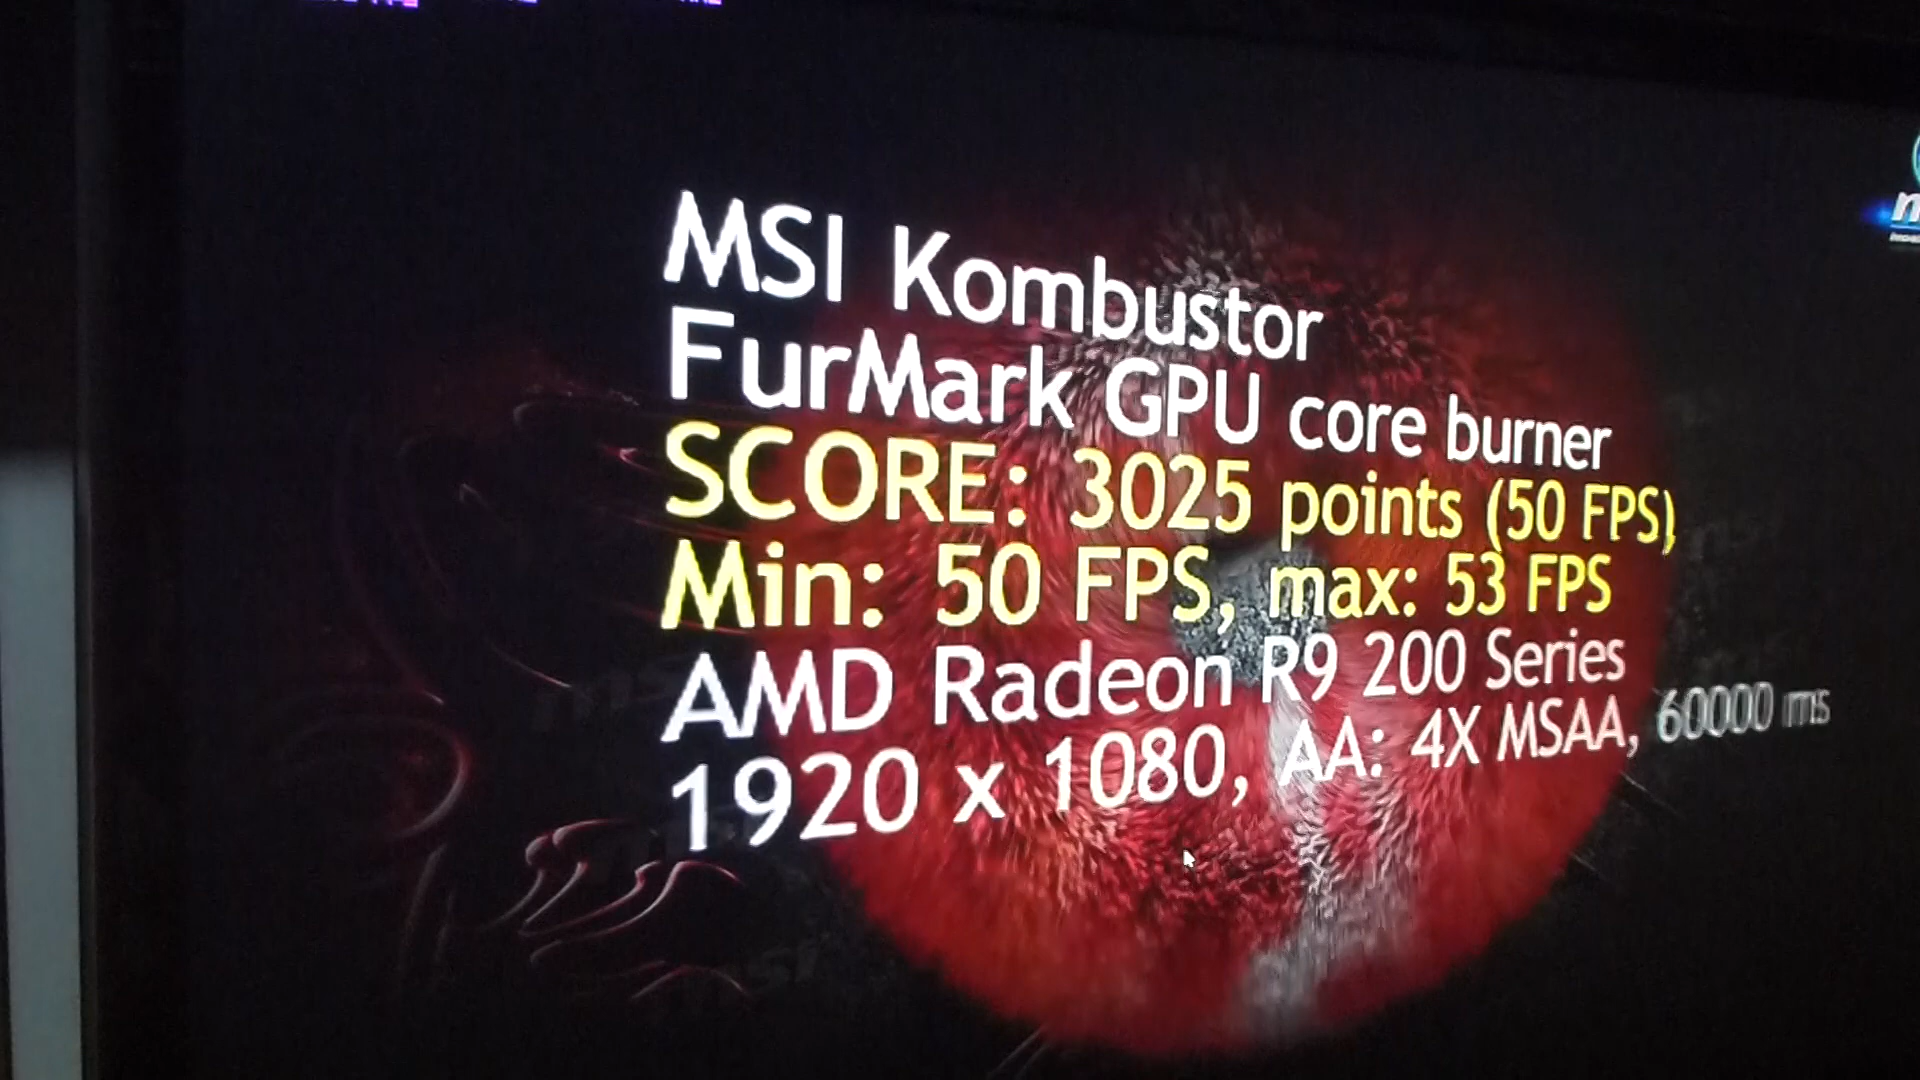 MSI Kombustor
FurMark GPU core burner
SCORE: 3025 points (50 FPS)
Min: 50 FPS, max: 53 FPS
AMD Radeon R9 200 Series
1920 x 1080, AA: 4X MSAA, 60000 ms